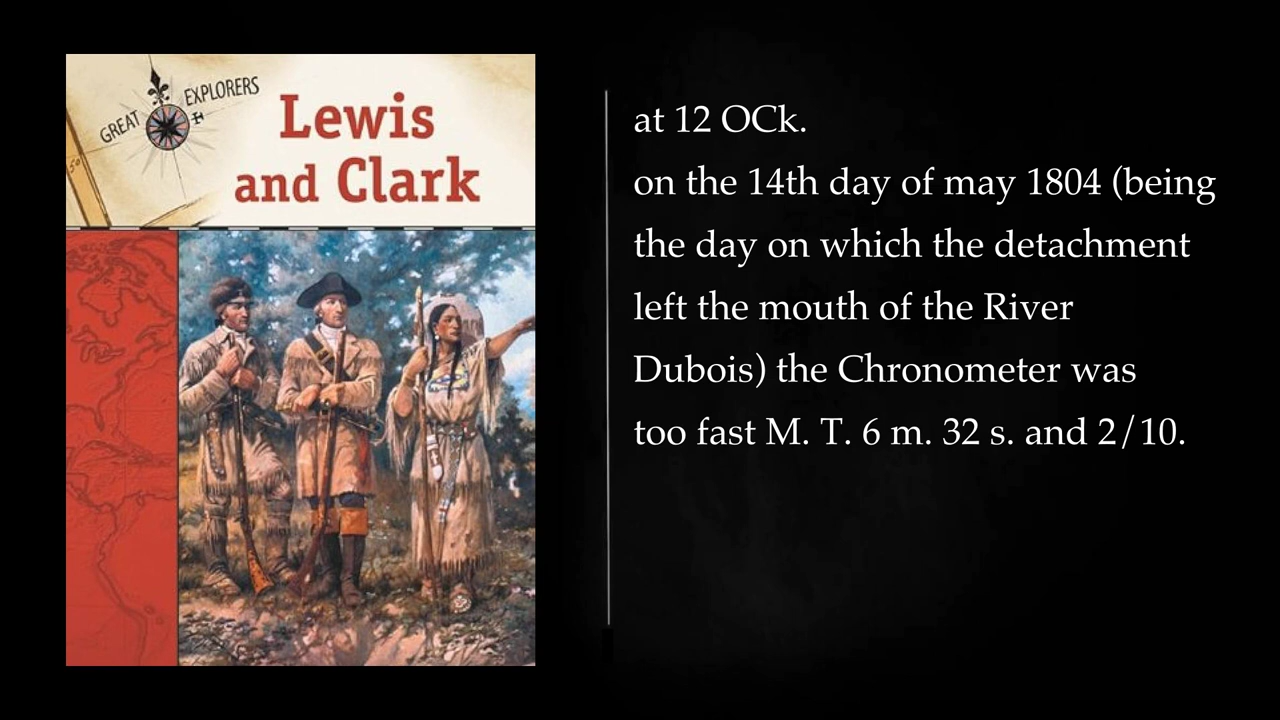 GREAT EXPLORERS
Lewis
and Clark
50
at 12 OCk.
on the 14th day of may 1804 (being
the day on which the detachment
left the mouth of the River
Dubois) the Chronometer was
too fast M. T. 6 m. 32 s. and 2/10.